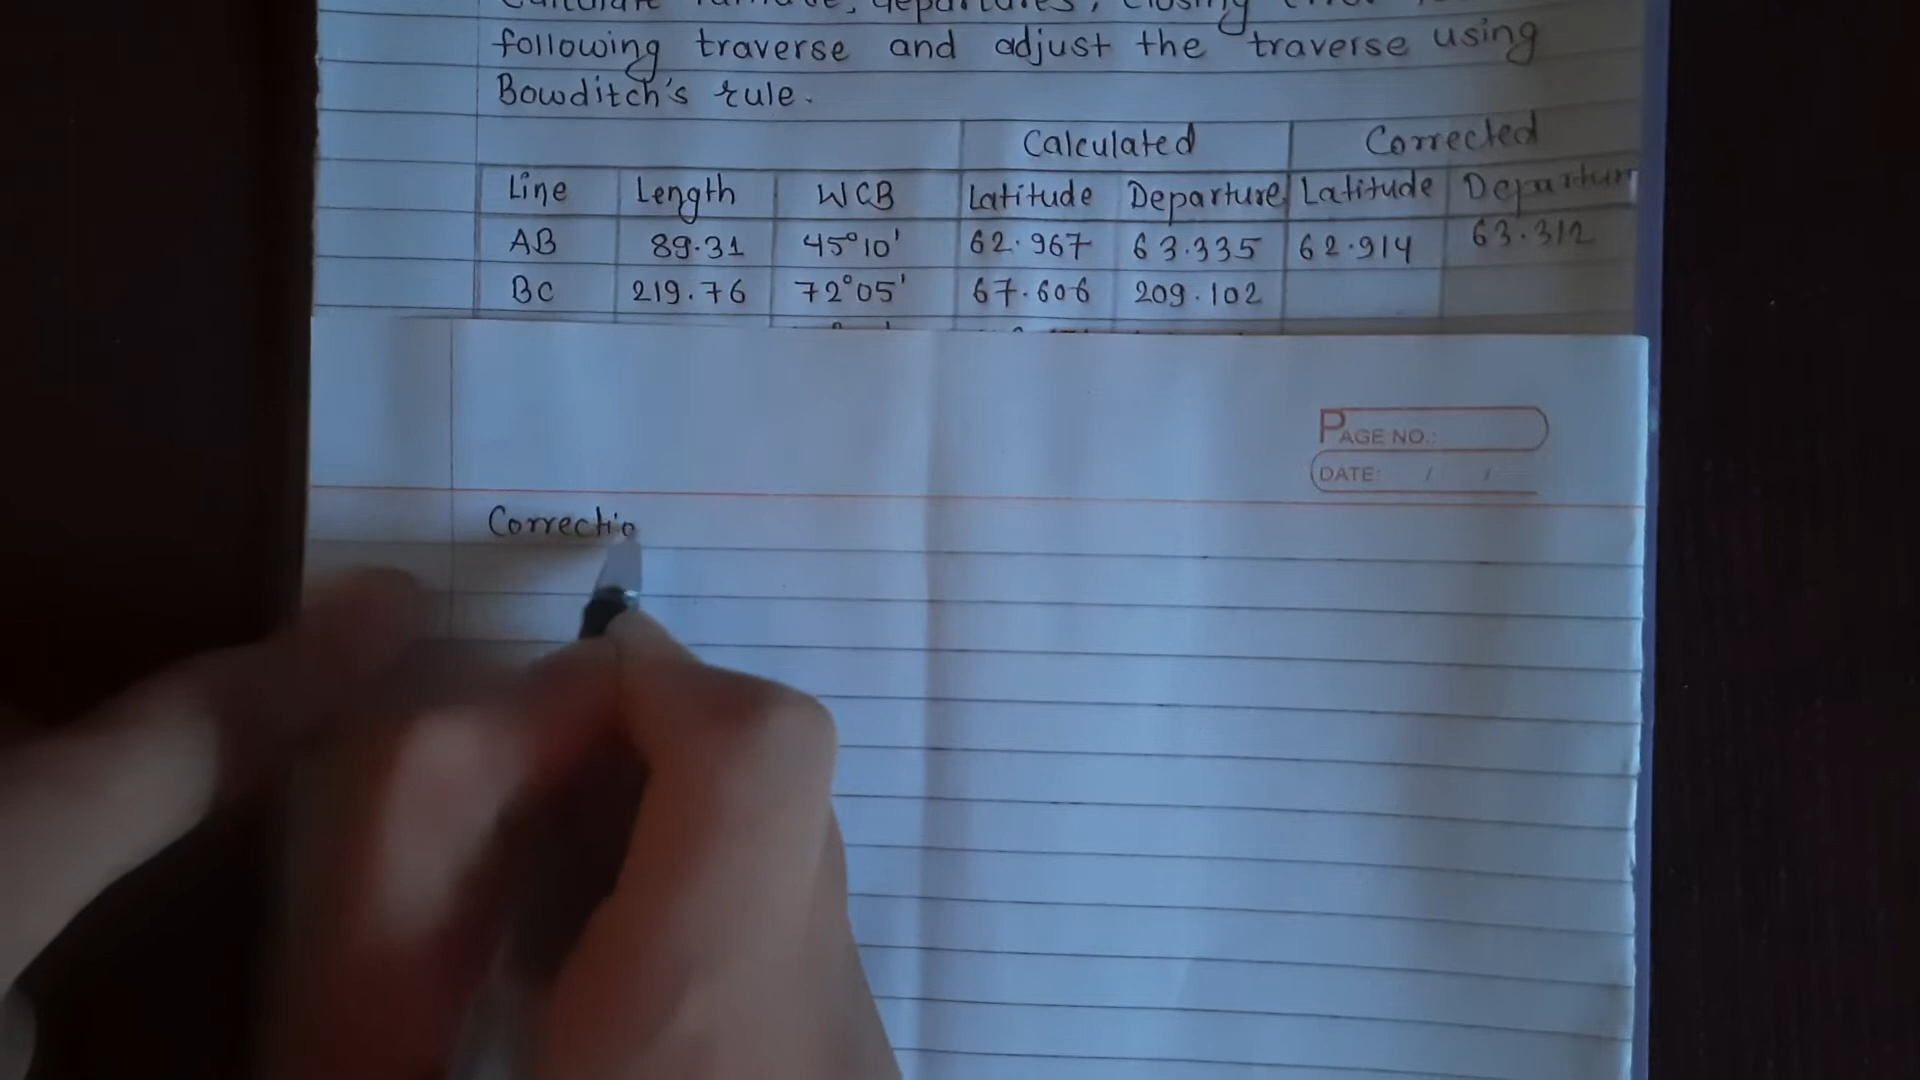 following traverse and adjust the traverse using
Bowditch's rule.
Calculated Corrected
Line Length WCB Latitude Departure Latitude Departure
AB 89.31 45°10' 62.967 63.335 62.914 63.312
BC 219.76 72°05' 67.606 209.102
PAGE NO.:
DATE: / /
Correctio